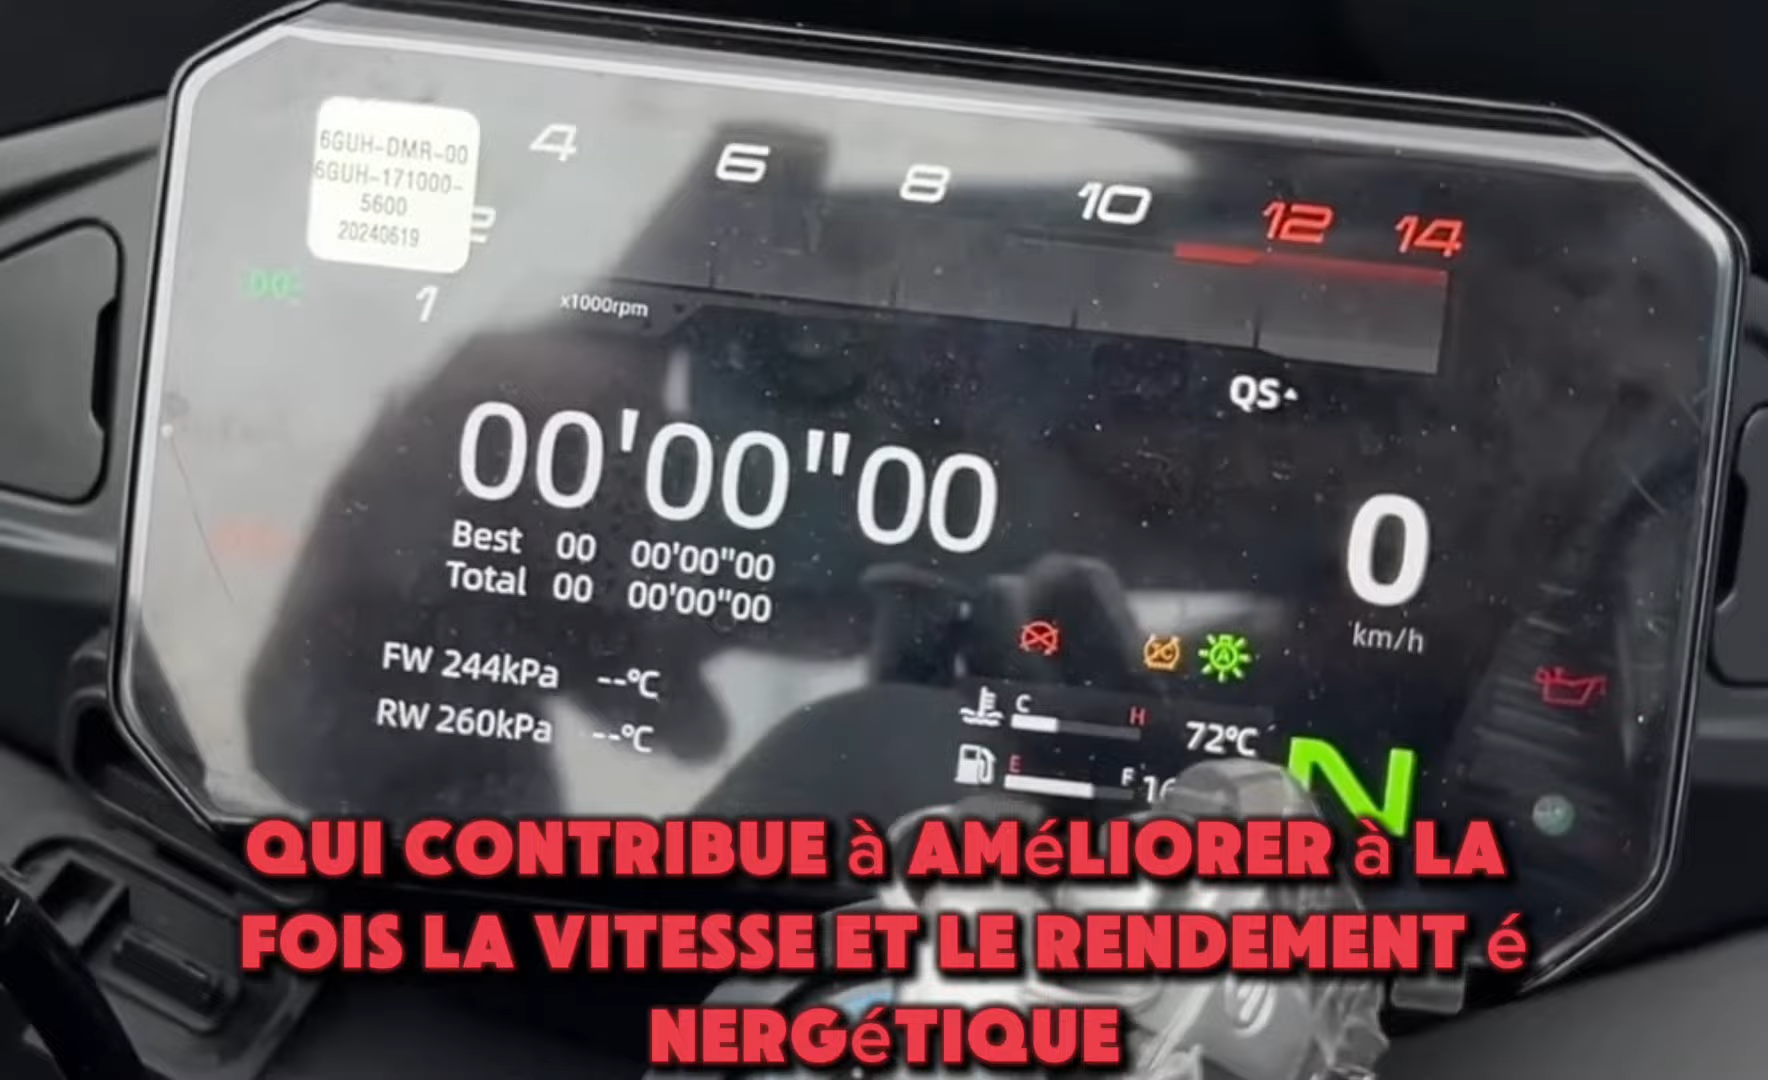 6GUH-DMR-00
6GUH-171000-
5600
20240619
1 2 4 6 8 10 12 14
x1000rpm
QS
00'00"00
Best 00 00'00"00
Total 00 00'00"00
0
km/h
FW 244kPa --°C
RW 260kPa --°C
C H 72°C
E F
N
QUI CONTRIBUE à AMéLIORER à LA
FOIS LA VITESSE ET LE RENDEMENT é
NERGéTIQUE